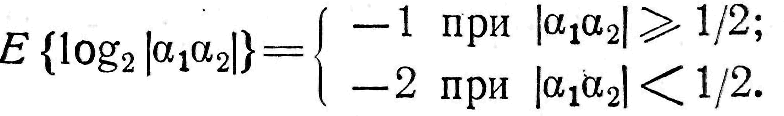 E {log₂ |α₁α₂|} = { −1 при |α₁α₂| ⩾ 1/2;
−2 при |α₁α₂| < 1/2.